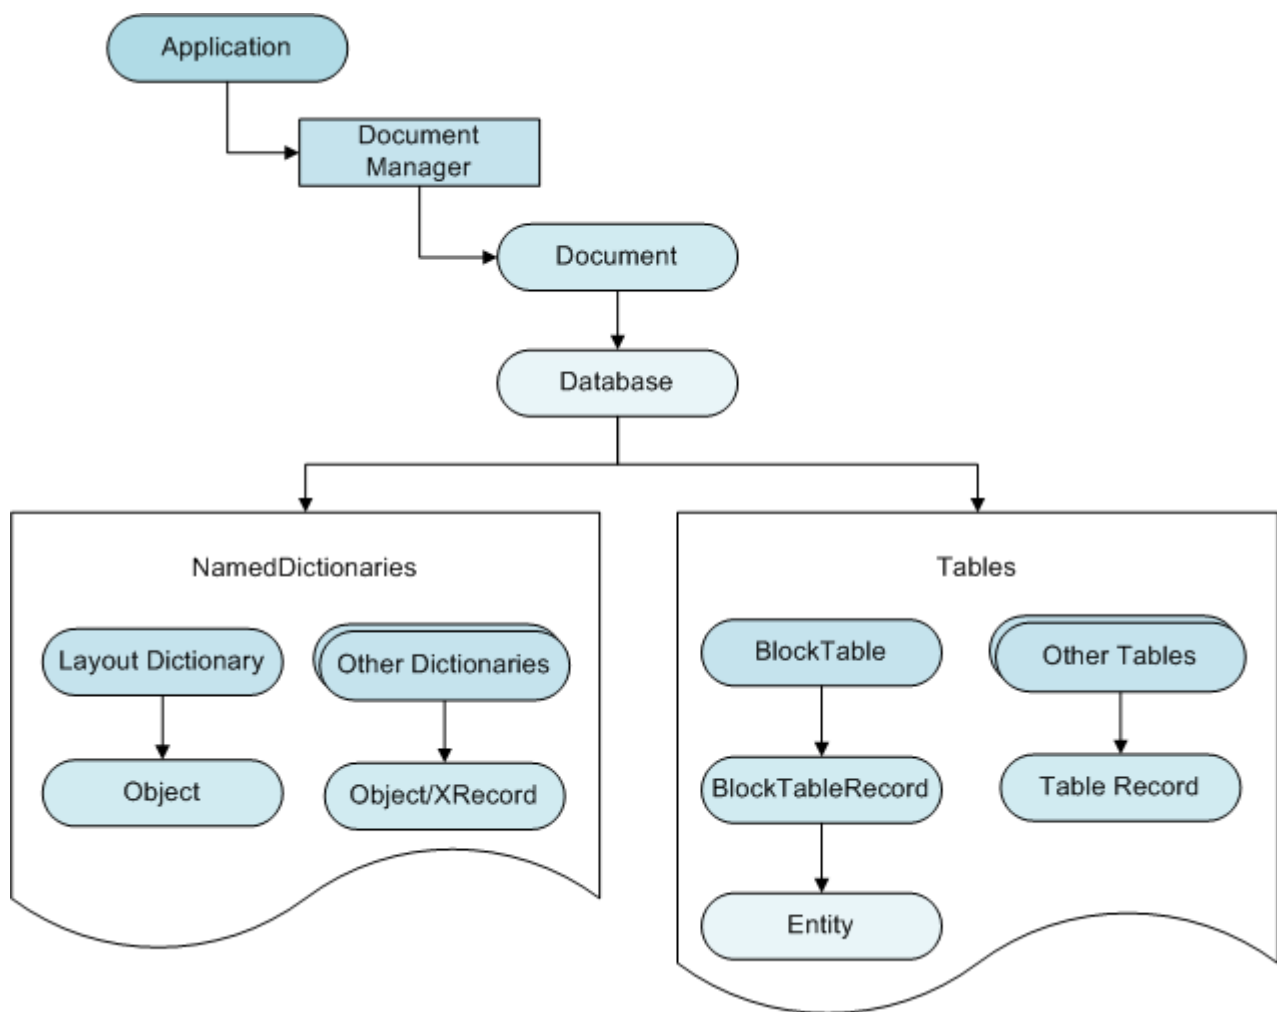 Application
Document
Manager
Document
Database
NamedDictionaries
Layout Dictionary
Other Dictionaries
Object
Object/XRecord
Tables
BlockTable
Other Tables
BlockTableRecord
Table Record
Entity